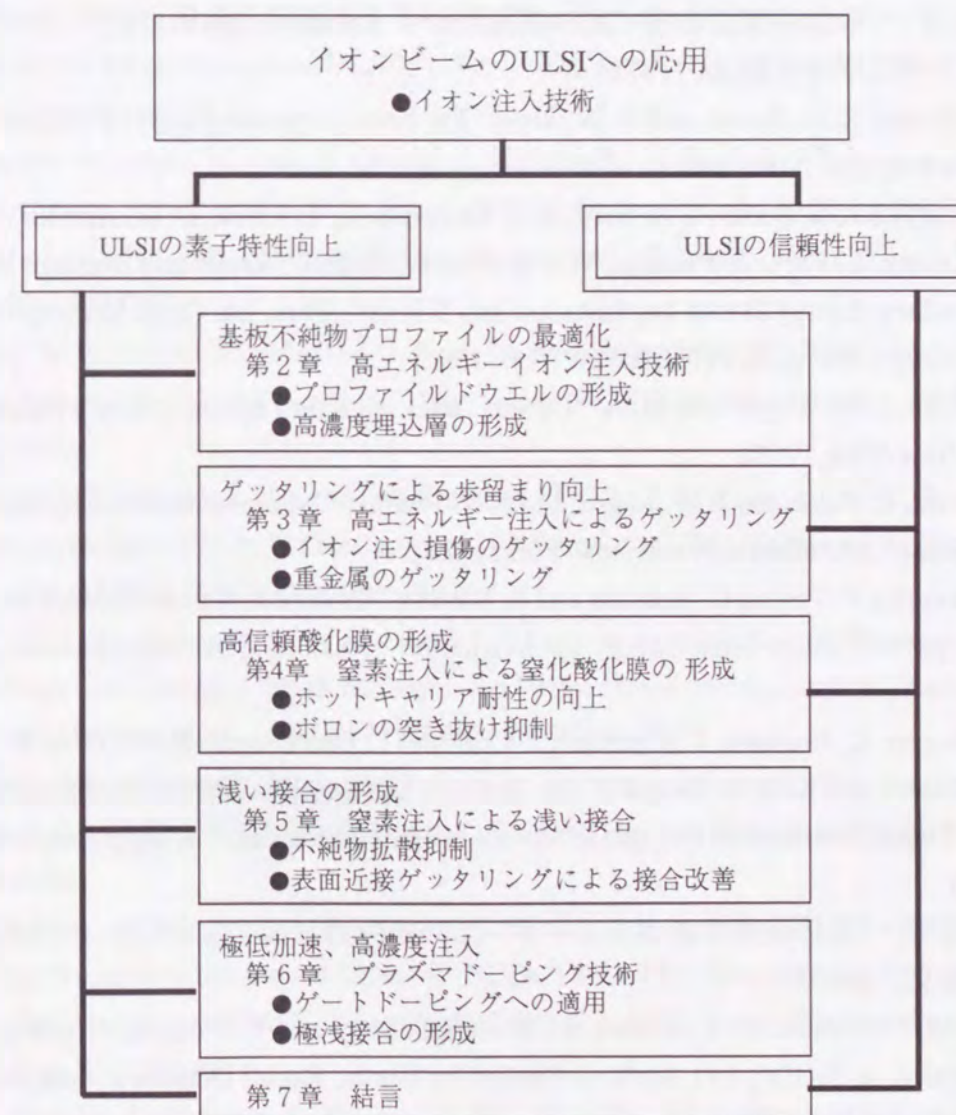 イオンビームのULSIへの応用
●イオン注入技術
ULSIの素子特性向上
ULSIの信頼性向上
基板不純物プロファイルの最適化
第2章　高エネルギーイオン注入技術
●プロファイルドウエルの形成
●高濃度埋込層の形成
ゲッタリングによる歩留まり向上
第3章　高エネルギー注入によるゲッタリング
●イオン注入損傷のゲッタリング
●重金属のゲッタリング
高信頼酸化膜の形成
第4章　窒素注入による窒化酸化膜の 形成
●ホットキャリア耐性の向上
●ボロンの突き抜け抑制
浅い接合の形成
第5章　窒素注入による浅い接合
●不純物拡散抑制
●表面近接ゲッタリングによる接合改善
極低加速、高濃度注入
第6章　プラズマドーピング技術
●ゲートドーピングへの適用
●極浅接合の形成
第7章　結言